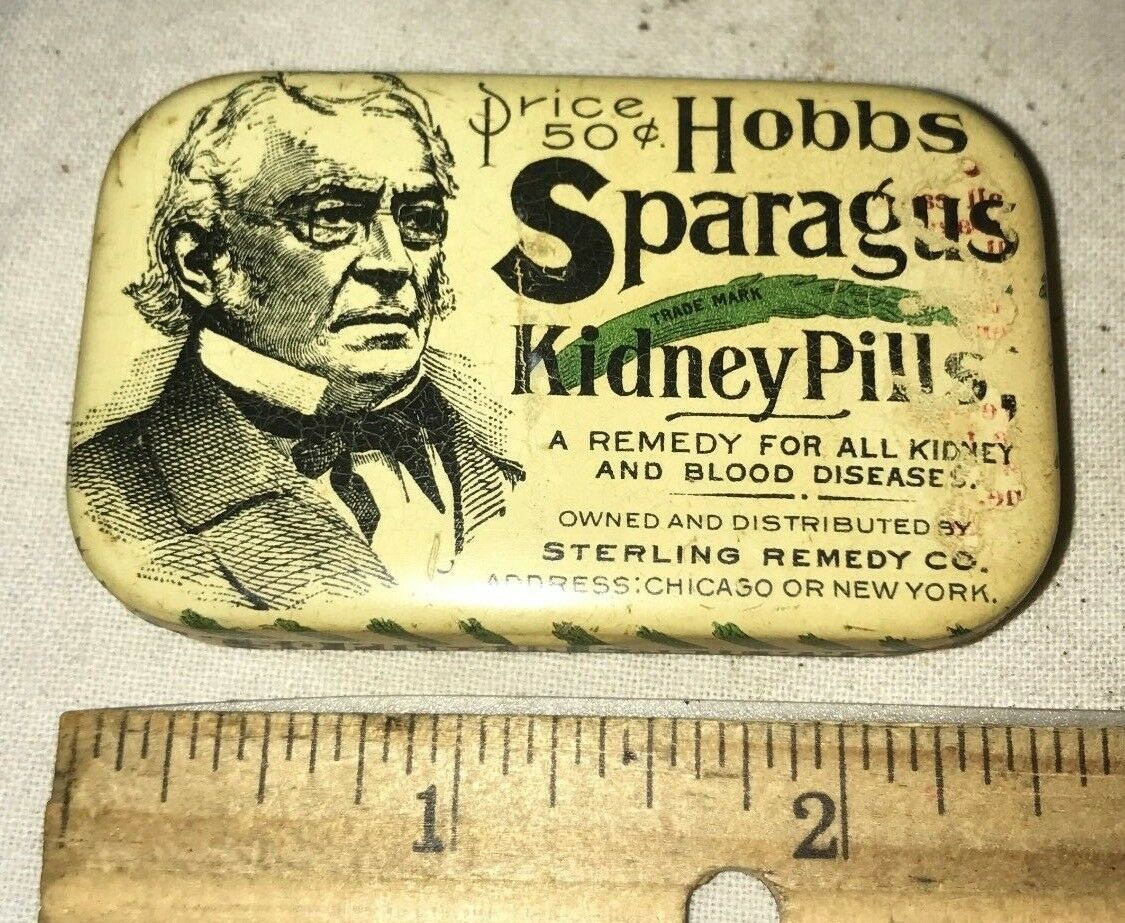 Price
50¢. Hobbs
Sparagus
TRADE MARK
Kidney Pills,
A REMEDY FOR ALL KIDNEY
AND BLOOD DISEASES.
OWNED AND DISTRIBUTED BY
STERLING REMEDY CO.
ADDRESS: CHICAGO OR NEW YORK.
1 2